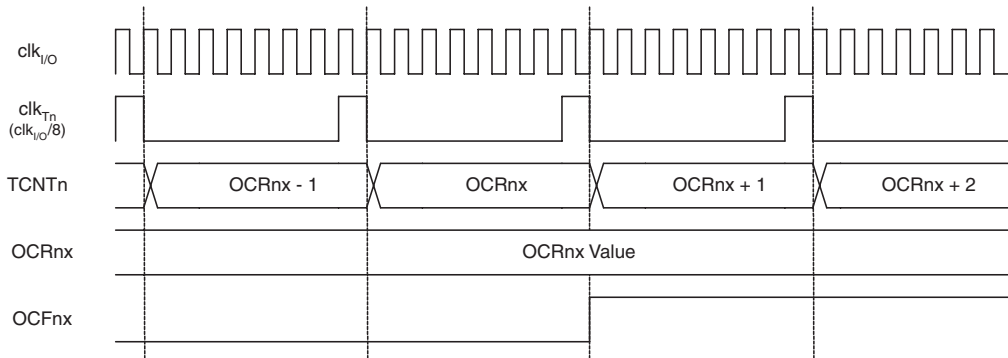 clkI/O
clkTn
(clkI/O/8)
TCNTn OCRnx - 1 OCRnx OCRnx + 1 OCRnx + 2
OCRnx OCRnx Value
OCFnx